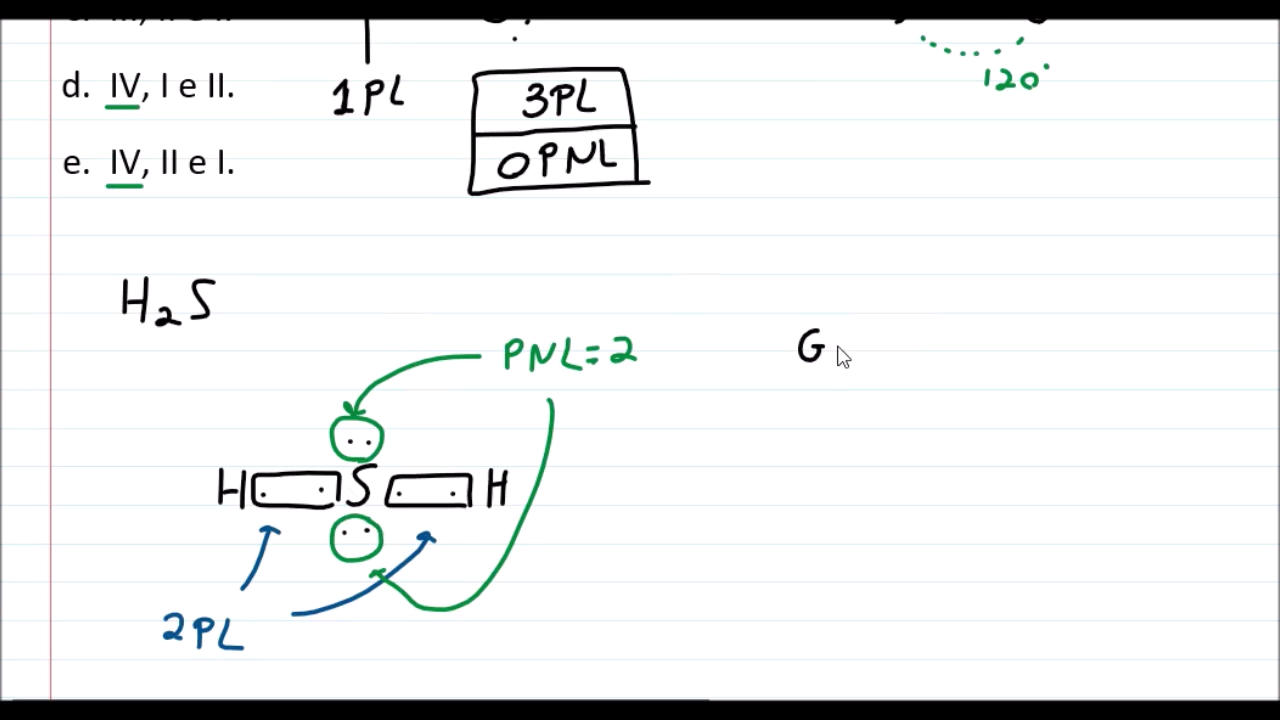 120°
d. IV, I e II.
1PL
3PL
0PNL
e. IV, II e I.
H₂S
PNL=2
G
H S H
2PL